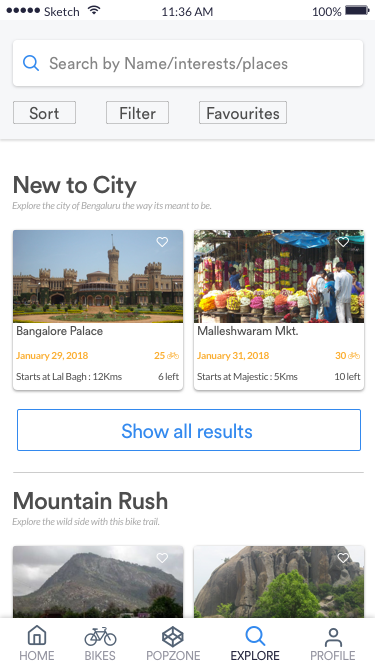 Sketch 11:36 AM 100%
Search by Name/interests/places
Sort Filter Favourites
New to City
Explore the city of Bengaluru the way its meant to be.
Bangalore Palace
January 29, 2018 25
Starts at Lal Bagh : 12Kms 6 left
Malleshwaram Mkt.
January 31, 2018 30
Starts at Majestic : 5Kms 10 left
Show all results
Mountain Rush
Explore the wild side with this bike trail.
HOME BIKES POPZONE EXPLORE PROFILE